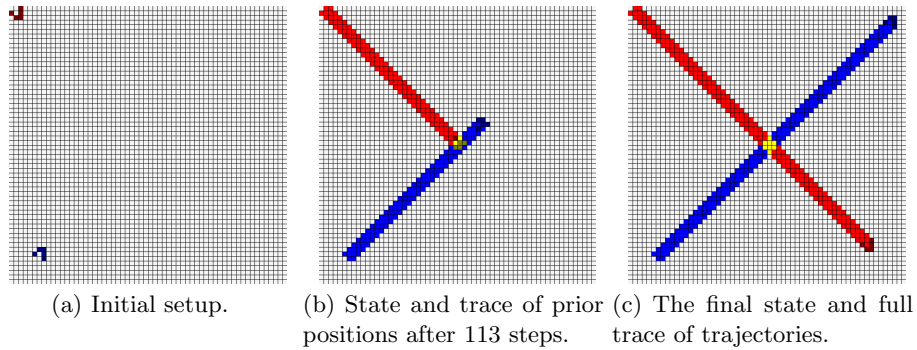 (a) Initial setup.
(b) State and trace of prior
positions after 113 steps.
(c) The final state and full
trace of trajectories.